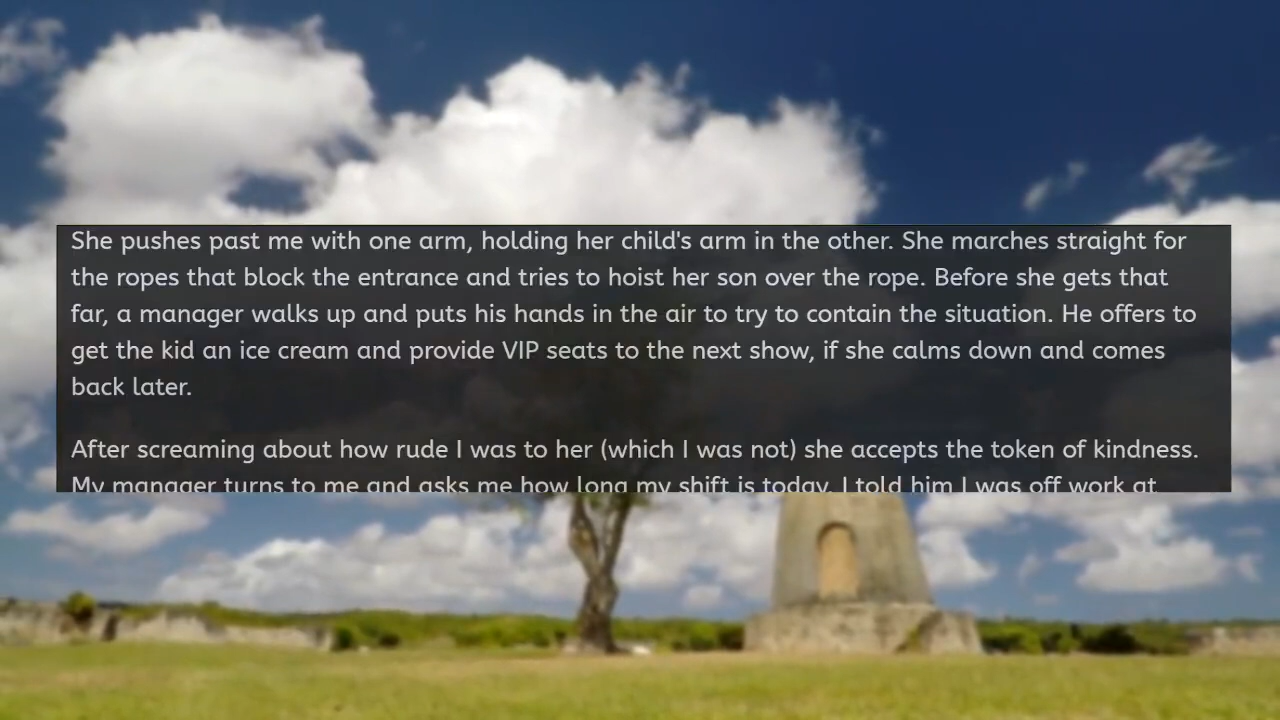 She pushes past me with one arm, holding her child's arm in the other. She marches straight for
the ropes that block the entrance and tries to hoist her son over the rope. Before she gets that
far, a manager walks up and puts his hands in the air to try to contain the situation. He offers to
get the kid an ice cream and provide VIP seats to the next show, if she calms down and comes
back later.
After screaming about how rude I was to her (which I was not) she accepts the token of kindness.
My manager turns to me and asks me how long my shift is today. I told him I was off work at